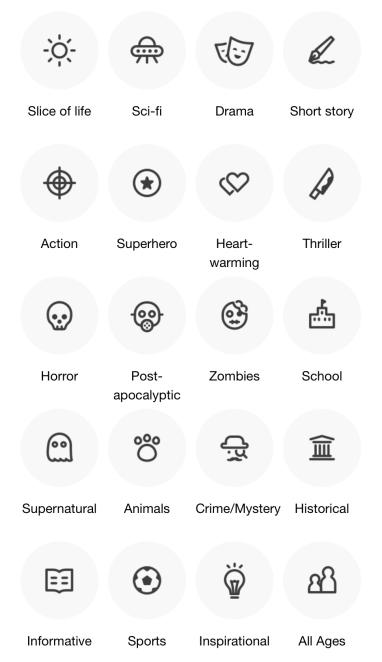 Slice of life
Sci-fi
Drama
Short story
Action
Superhero
Heart-
warming
Thriller
Horror
Post-
apocalyptic
Zombies
School
Supernatural
Animals
Crime/Mystery
Historical
Informative
Sports
Inspirational
All Ages